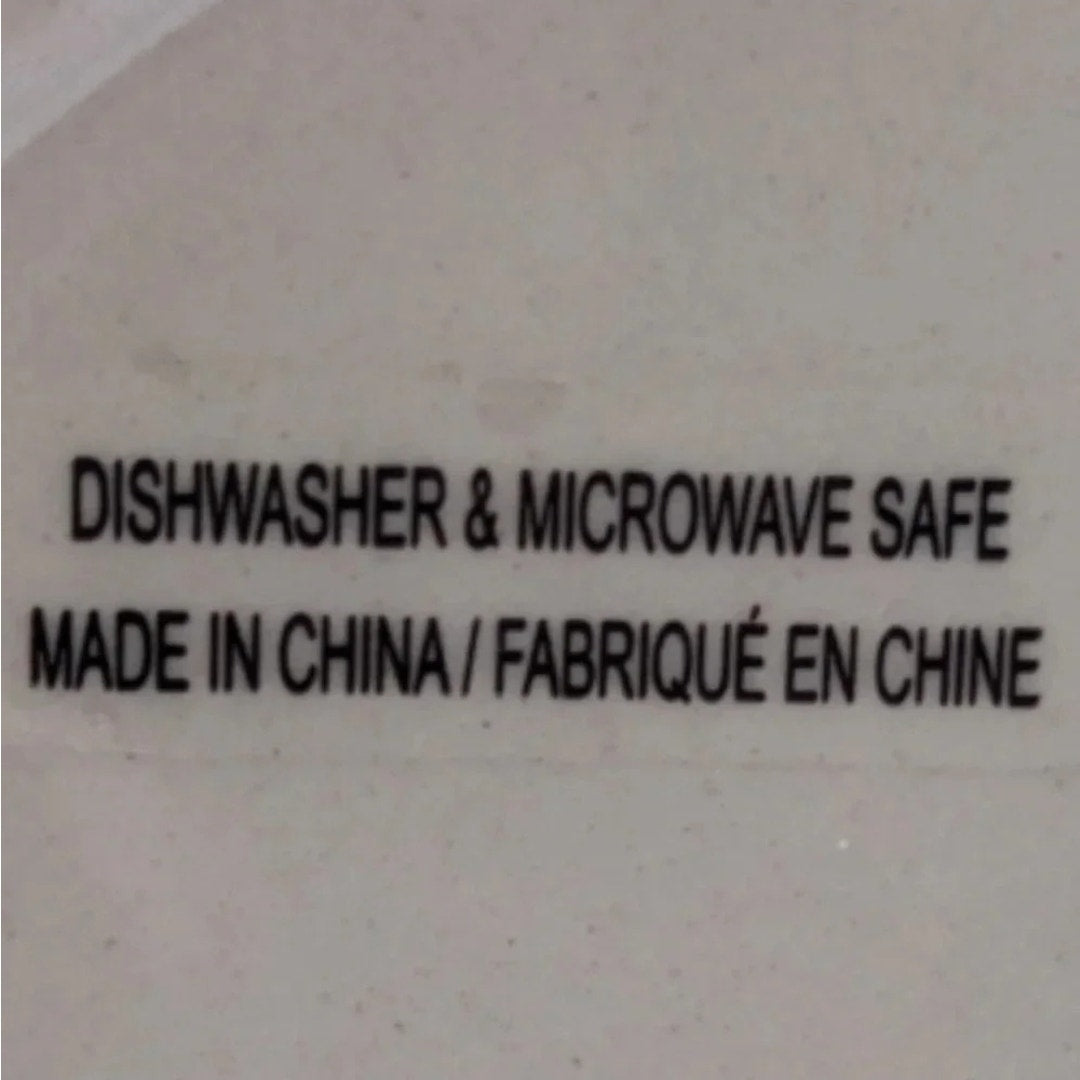 DISHWASHER & MICROWAVE SAFE
MADE IN CHINA / FABRIQUÉ EN CHINE